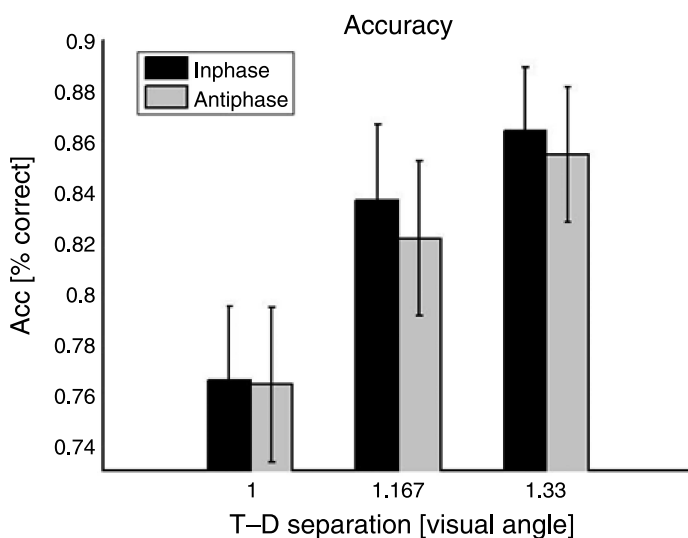 Accuracy
Inphase
Antiphase
Acc [% correct]
0.9
0.88
0.86
0.84
0.82
0.8
0.78
0.76
0.74
1 1.167 1.33
T–D separation [visual angle]